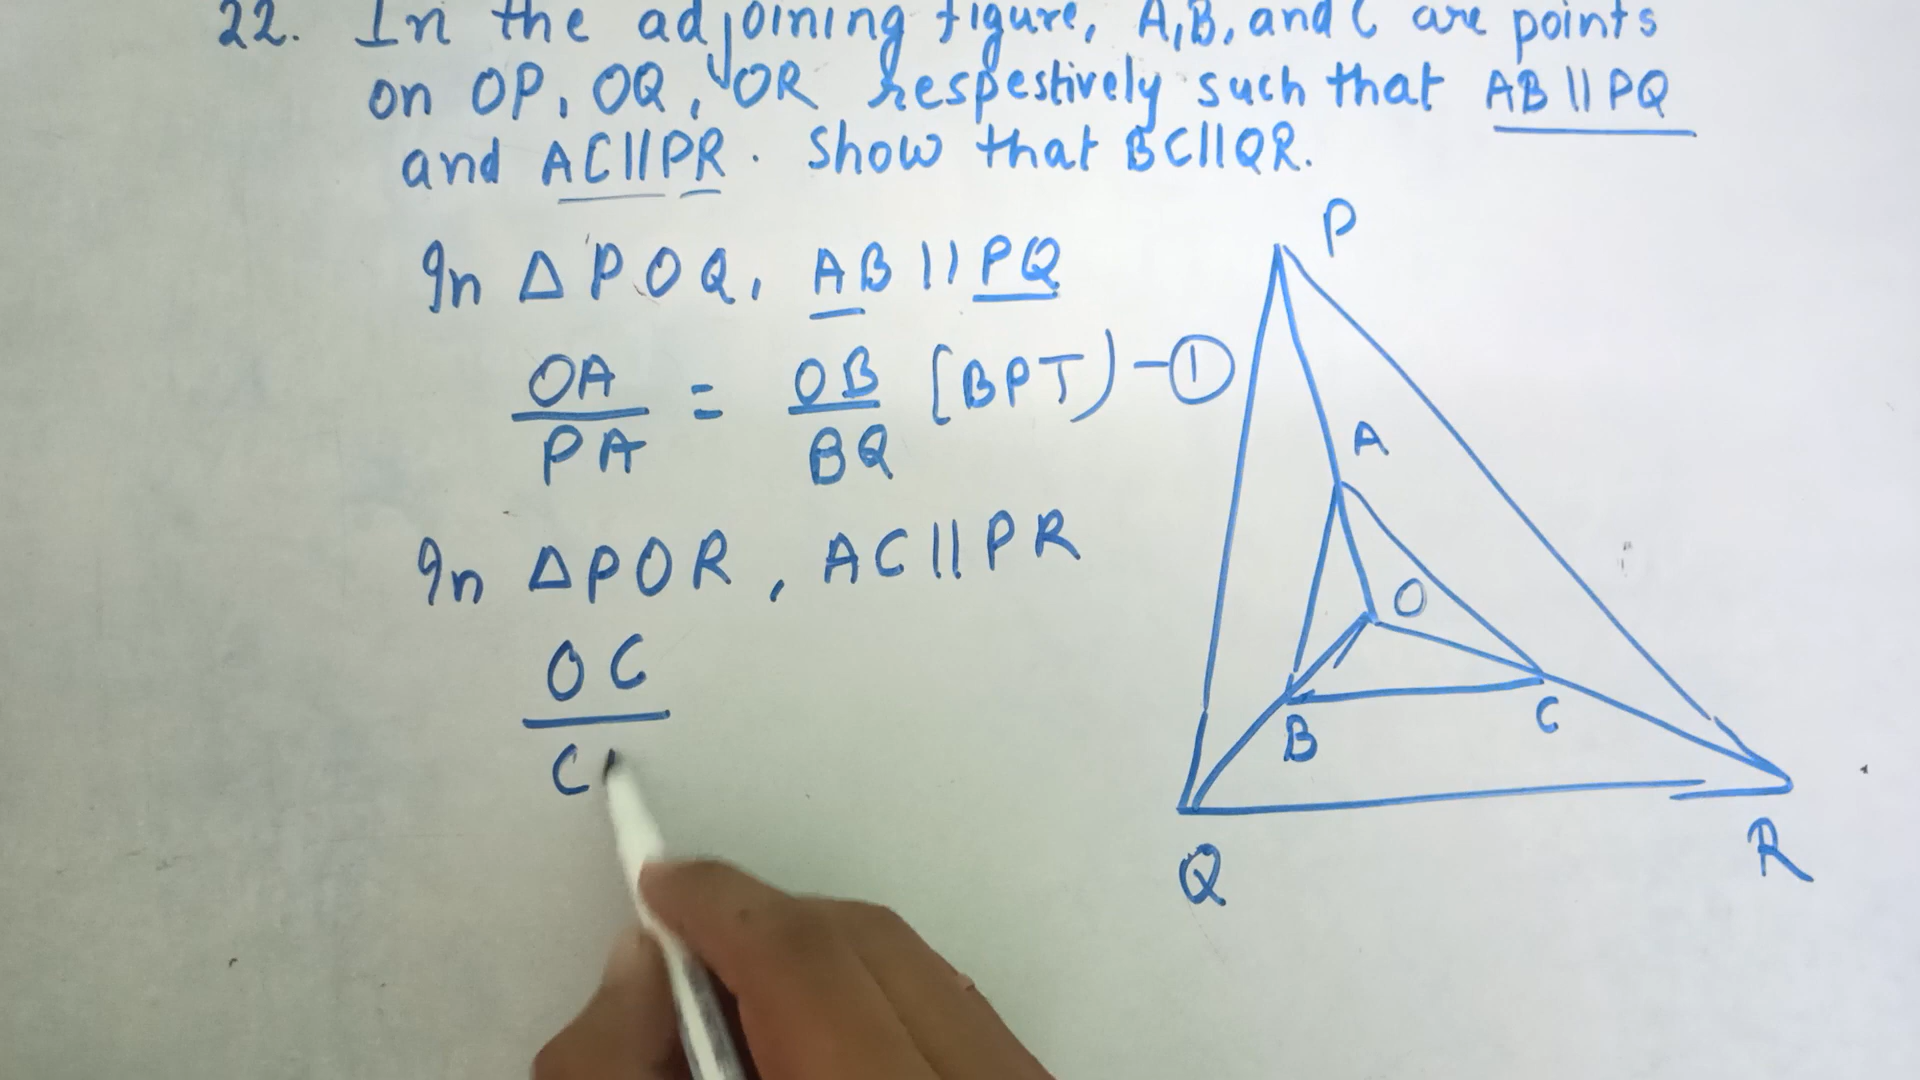 22. In the adjoining figure, A, B, and C are points
on OP, OQ, OR respestively such that AB || PQ
and AC||PR. Show that BC||QR.
In Δ POQ, AB || PQ
OA/PA = OB/BQ [BPT) - ①
In ΔPOR, AC||PR
OC
C
P
A
O
B
C
Q
R